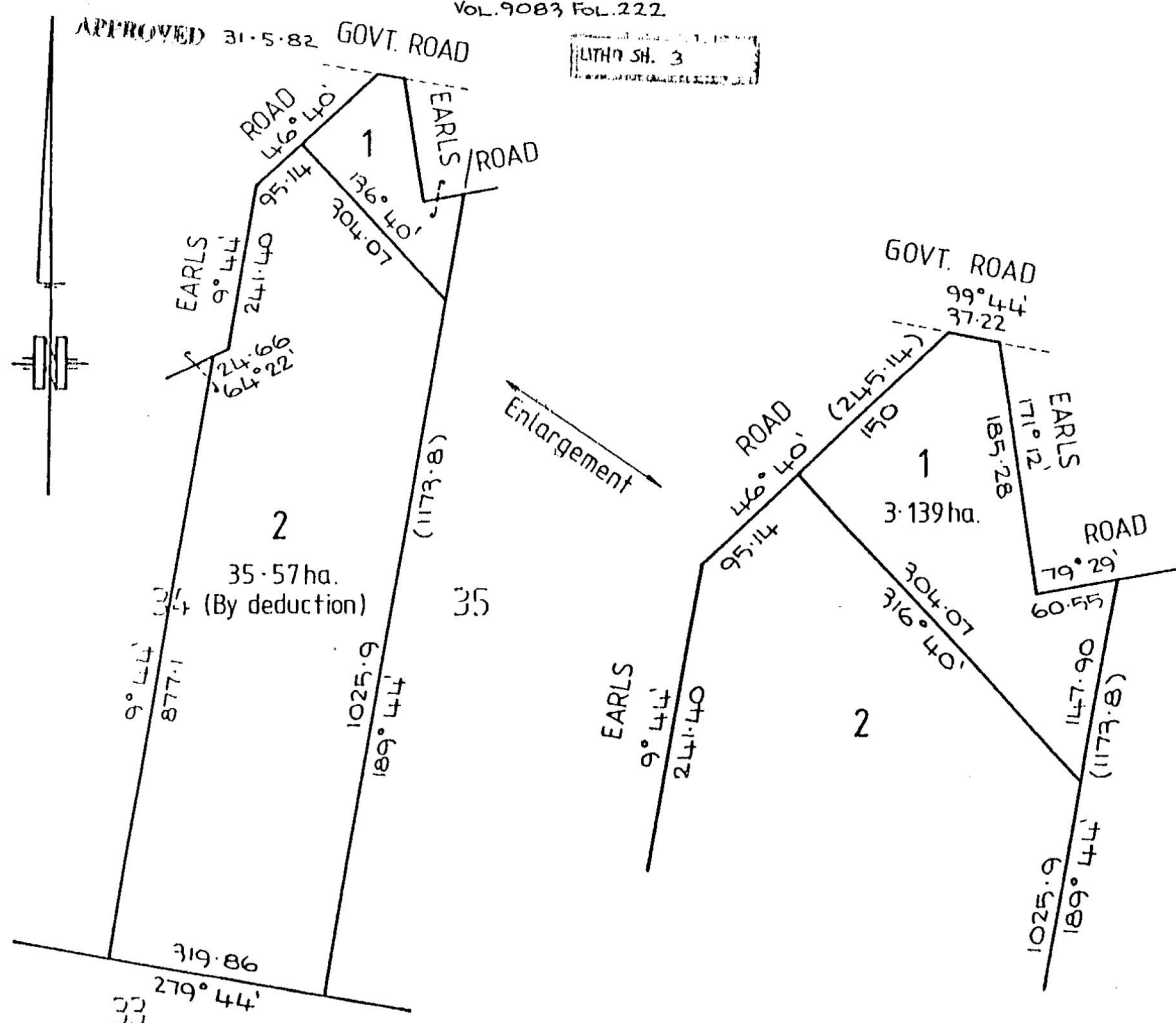 VOL.9083 FOL.222
APPROVED 31·5·82
GOVT. ROAD
LITHO SH. 3
ROAD
46° 40'
95·14
1
EARLS
ROAD
136° 40'
304·07
EARLS
9° 44'
241·40
24·66
64° 22'
(1173·8)
2
35·57 ha.
34 (By deduction)
35
9° 44'
877·1
1025·9
189° 44'
319·86
279° 44'
33
Enlargement
GOVT. ROAD
99° 44'
37·22
(245·14)
150
ROAD
46° 40'
95·14
1
3·139 ha.
EARLS
171° 12'
185·28
ROAD
79° 29'
60·55
304·07
316° 40'
147·90
(1173·8)
EARLS
9° 44'
241·40
2
1025·9
189° 44'